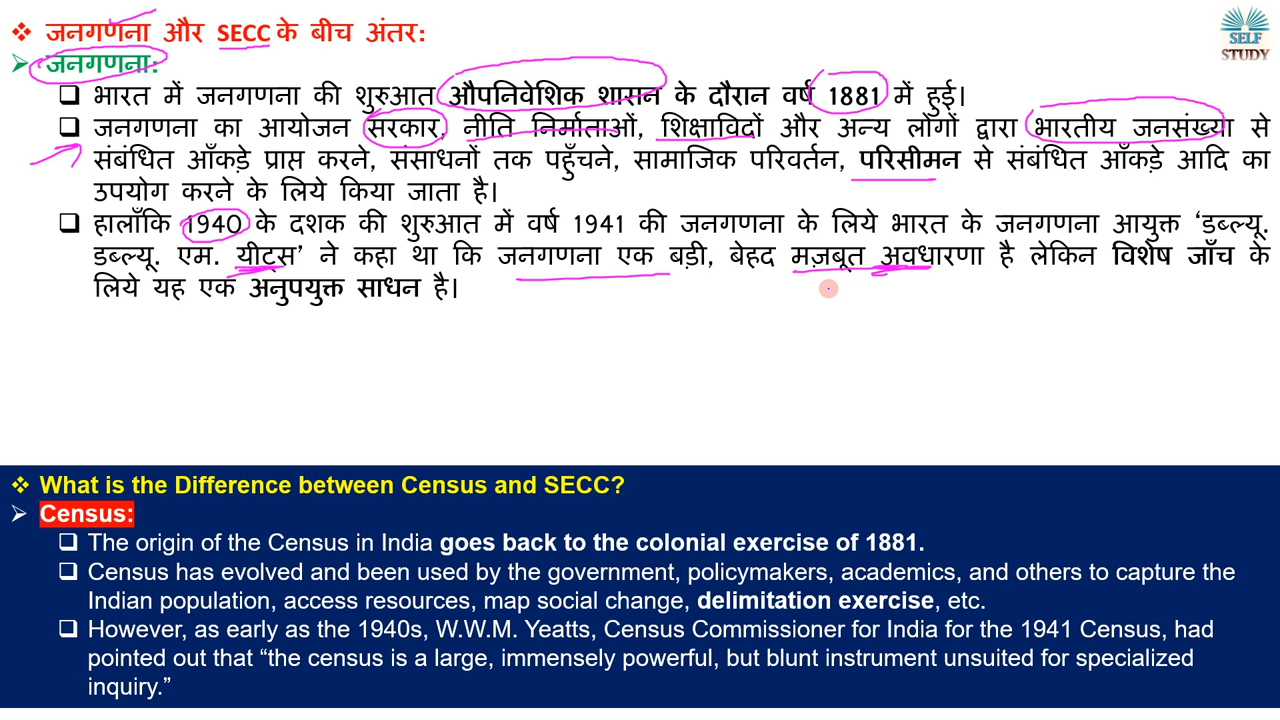 ❖ जनगणना और SECC के बीच अंतर:
➢ जनगणना:
❑ भारत में जनगणना की शुरुआत औपनिवेशिक शासन के दौरान वर्ष 1881 में हुई।
❑ जनगणना का आयोजन सरकार, नीति निर्माताओं, शिक्षाविदों और अन्य लोगों द्वारा भारतीय जनसंख्या से
संबंधित आँकड़े प्राप्त करने, संसाधनों तक पहुँचने, सामाजिक परिवर्तन, परिसीमन से संबंधित आँकड़े आदि का
उपयोग करने के लिये किया जाता है।
❑ हालाँकि 1940 के दशक की शुरुआत में वर्ष 1941 की जनगणना के लिये भारत के जनगणना आयुक्त ‘डब्ल्यू.
डब्ल्यू. एम. यीट्स’ ने कहा था कि जनगणना एक बड़ी, बेहद मज़बूत अवधारणा है लेकिन विशेष जाँच के
लिये यह एक अनुपयुक्त साधन है।
SELF
STUDY
❖ What is the Difference between Census and SECC?
➢ Census:
❑ The origin of the Census in India goes back to the colonial exercise of 1881.
❑ Census has evolved and been used by the government, policymakers, academics, and others to capture the
Indian population, access resources, map social change, delimitation exercise, etc.
❑ However, as early as the 1940s, W.W.M. Yeatts, Census Commissioner for India for the 1941 Census, had
pointed out that “the census is a large, immensely powerful, but blunt instrument unsuited for specialized
inquiry.”